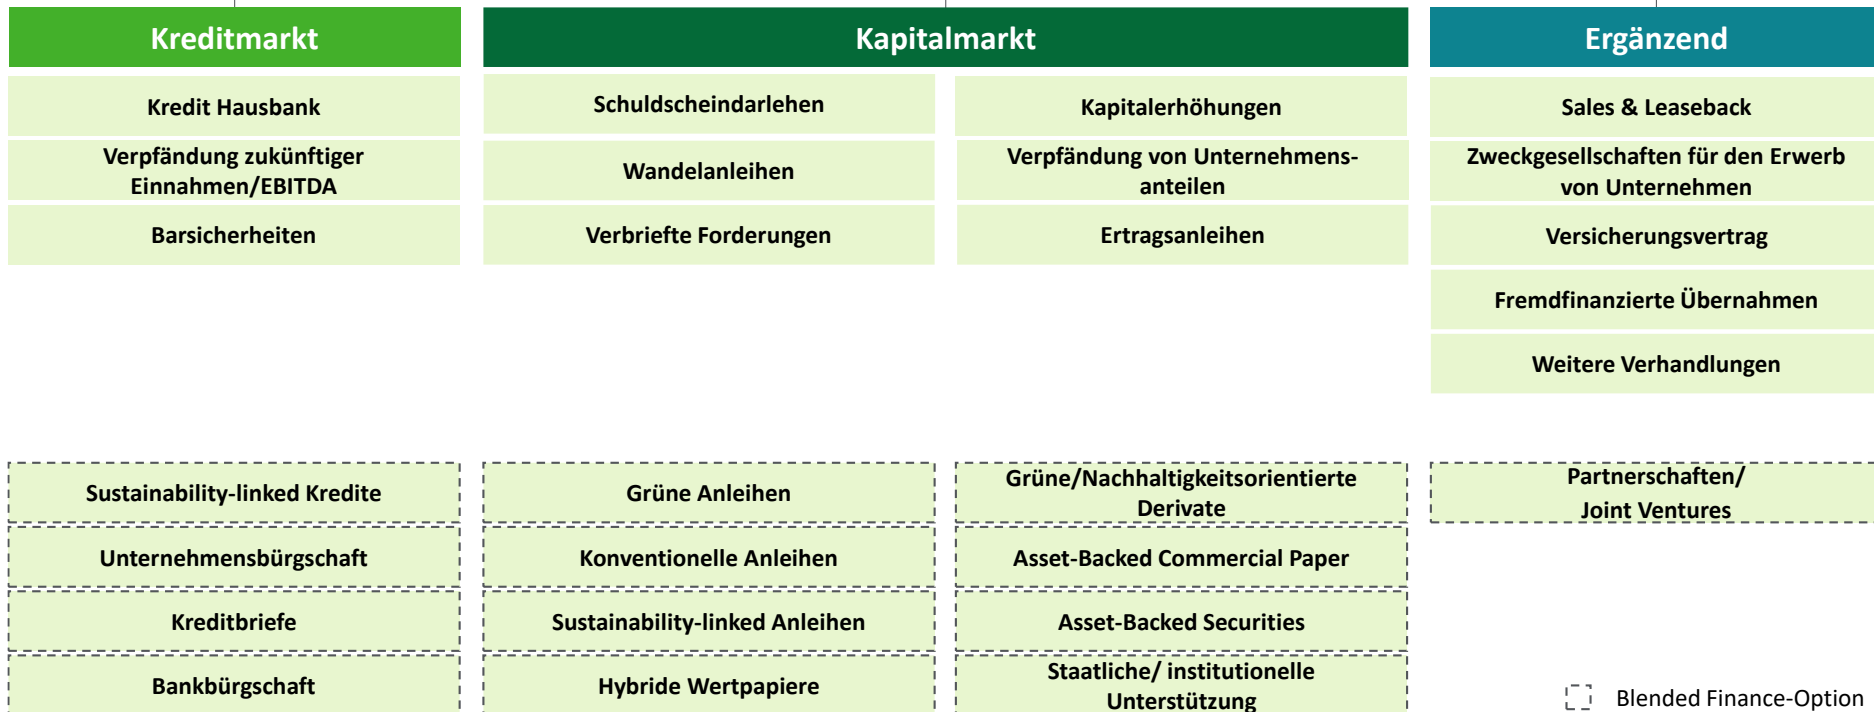 Kreditmarkt
Kredit Hausbank
Verpfändung zukünftiger
Einnahmen/EBITDA
Barsicherheiten
Sustainability-linked Kredite
Unternehmensbürgschaft
Kreditbriefe
Bankbürgschaft
Kapitalmarkt
Schuldscheindarlehen
Wandelanleihen
Verbriefte Forderungen
Grüne Anleihen
Konventionelle Anleihen
Sustainability-linked Anleihen
Hybride Wertpapiere
Kapitalerhöhungen
Verpfändung von Unternehmens-
anteilen
Ertragsanleihen
Grüne/Nachhaltigkeitsorientierte
Derivate
Asset-Backed Commercial Paper
Asset-Backed Securities
Staatliche/ institutionelle
Unterstützung
Ergänzend
Sales & Leaseback
Zweckgesellschaften für den Erwerb
von Unternehmen
Versicherungsvertrag
Fremdfinanzierte Übernahmen
Weitere Verhandlungen
Partnerschaften/
Joint Ventures
Blended Finance-Option